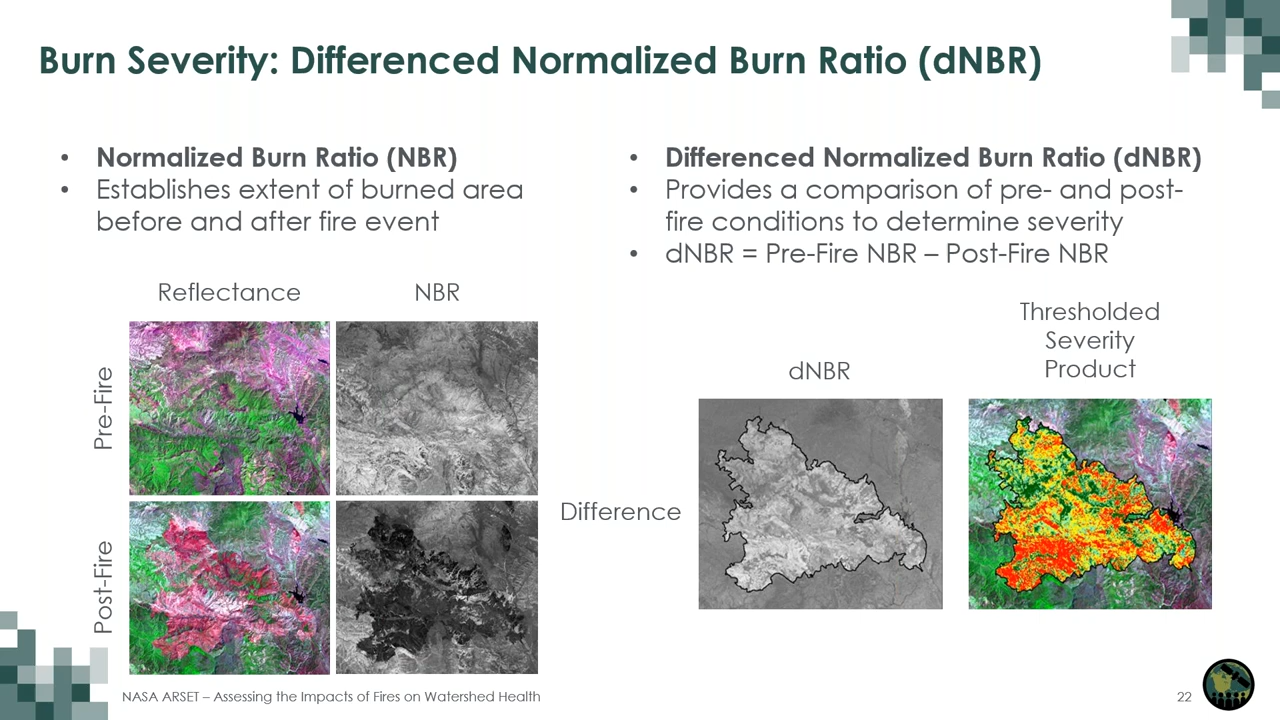 Burn Severity: Differenced Normalized Burn Ratio (dNBR)
• Normalized Burn Ratio (NBR)
• Establishes extent of burned area
before and after fire event
• Differenced Normalized Burn Ratio (dNBR)
• Provides a comparison of pre- and post-
fire conditions to determine severity
• dNBR = Pre-Fire NBR – Post-Fire NBR
Reflectance
NBR
Pre-Fire
Post-Fire
Difference
dNBR
Thresholded
Severity
Product
NASA ARSET – Assessing the Impacts of Fires on Watershed Health
22